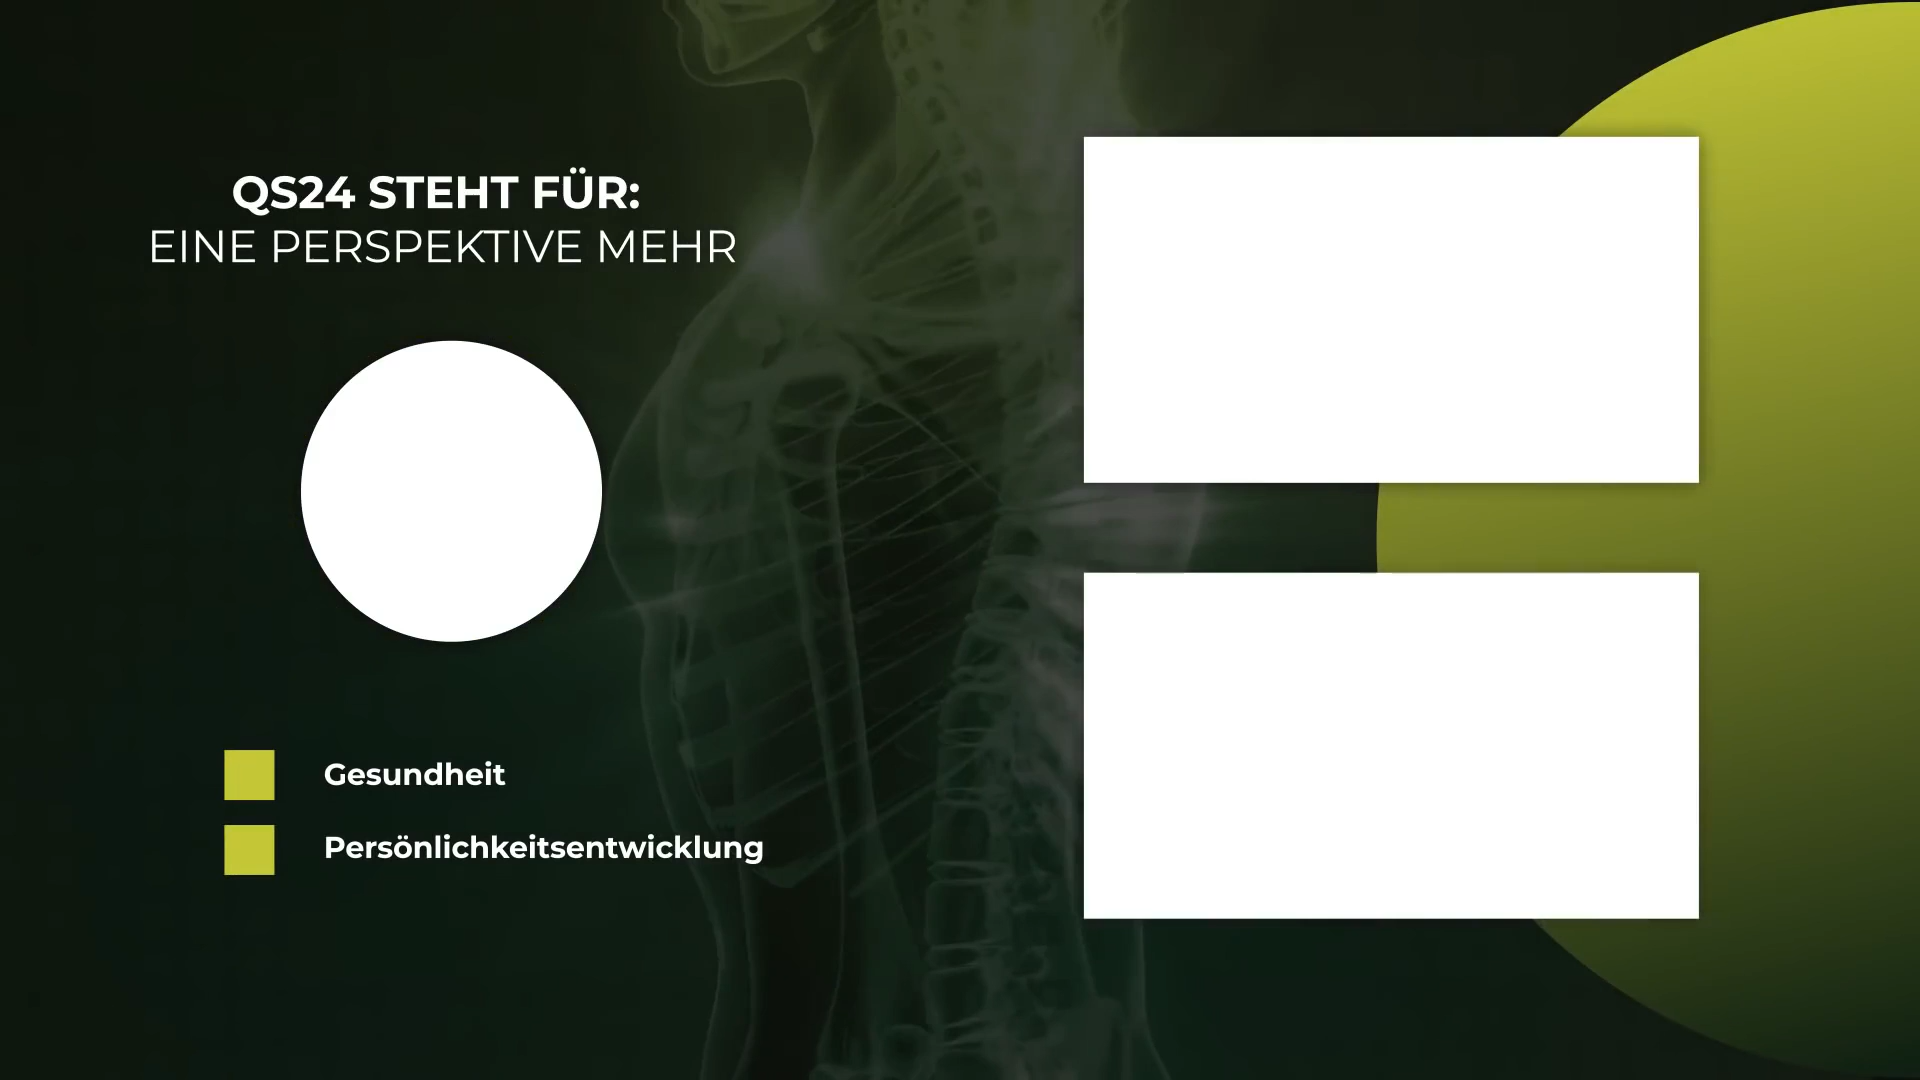 QS24 STEHT FÜR:
EINE PERSPEKTIVE MEHR
Gesundheit
Persönlichkeitsentwicklung